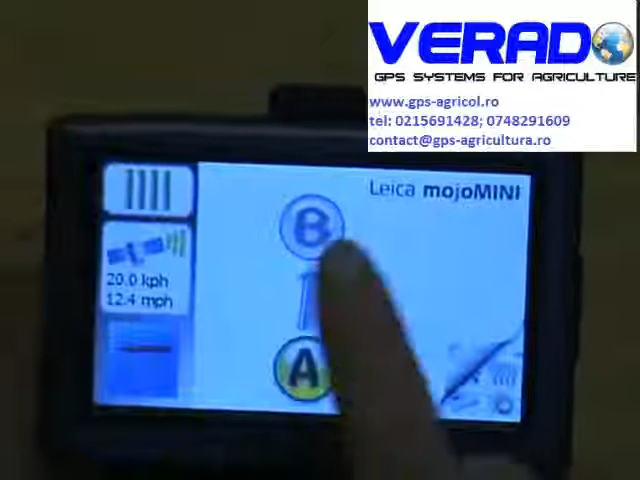 VERADO
GPS SYSTEMS FOR AGRICULTURE
www.gps-agricol.ro
tel: 0215691428; 0748291609
contact@gps-agricultura.ro
Leica mojoMINI
B
20.0 kph
12.4 mph
A